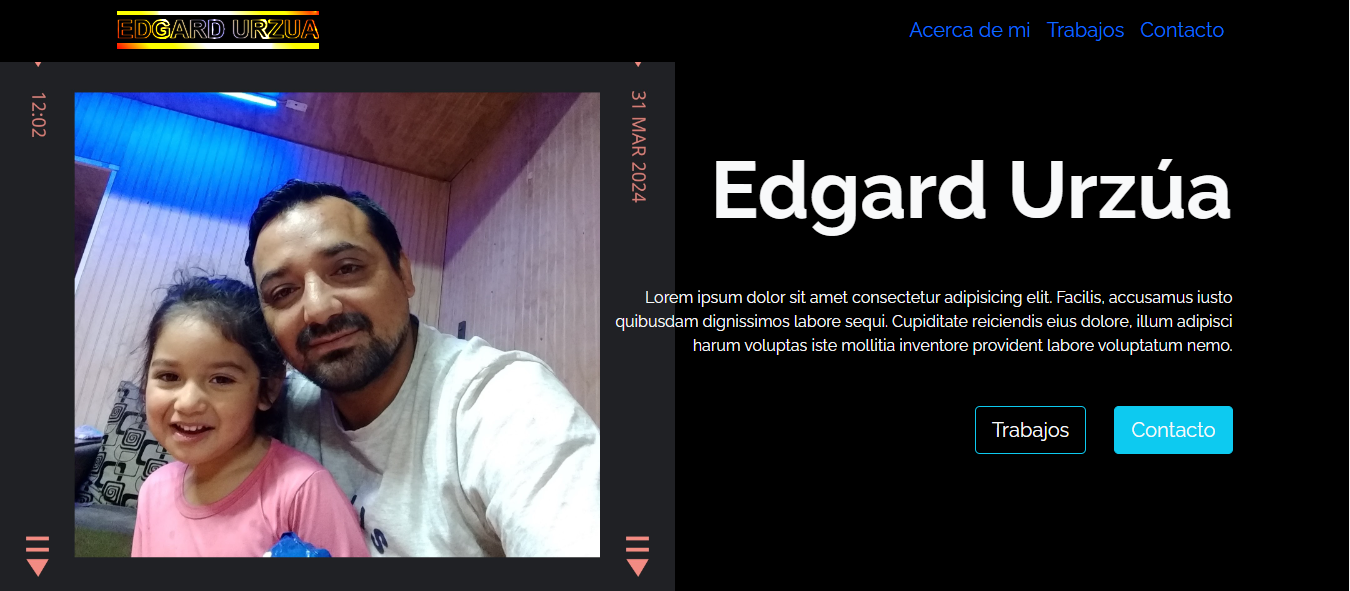 EDGARD URZUA
Acerca de mi Trabajos Contacto
12:02
31 MAR 2024
Edgard Urzúa
Lorem ipsum dolor sit amet consectetur adipisicing elit. Facilis, accusamus iusto
quibusdam dignissimos labore sequi. Cupiditate reiciendis eius dolore, illum adipisci
harum voluptas iste mollitia inventore provident labore voluptatum nemo.
Trabajos Contacto